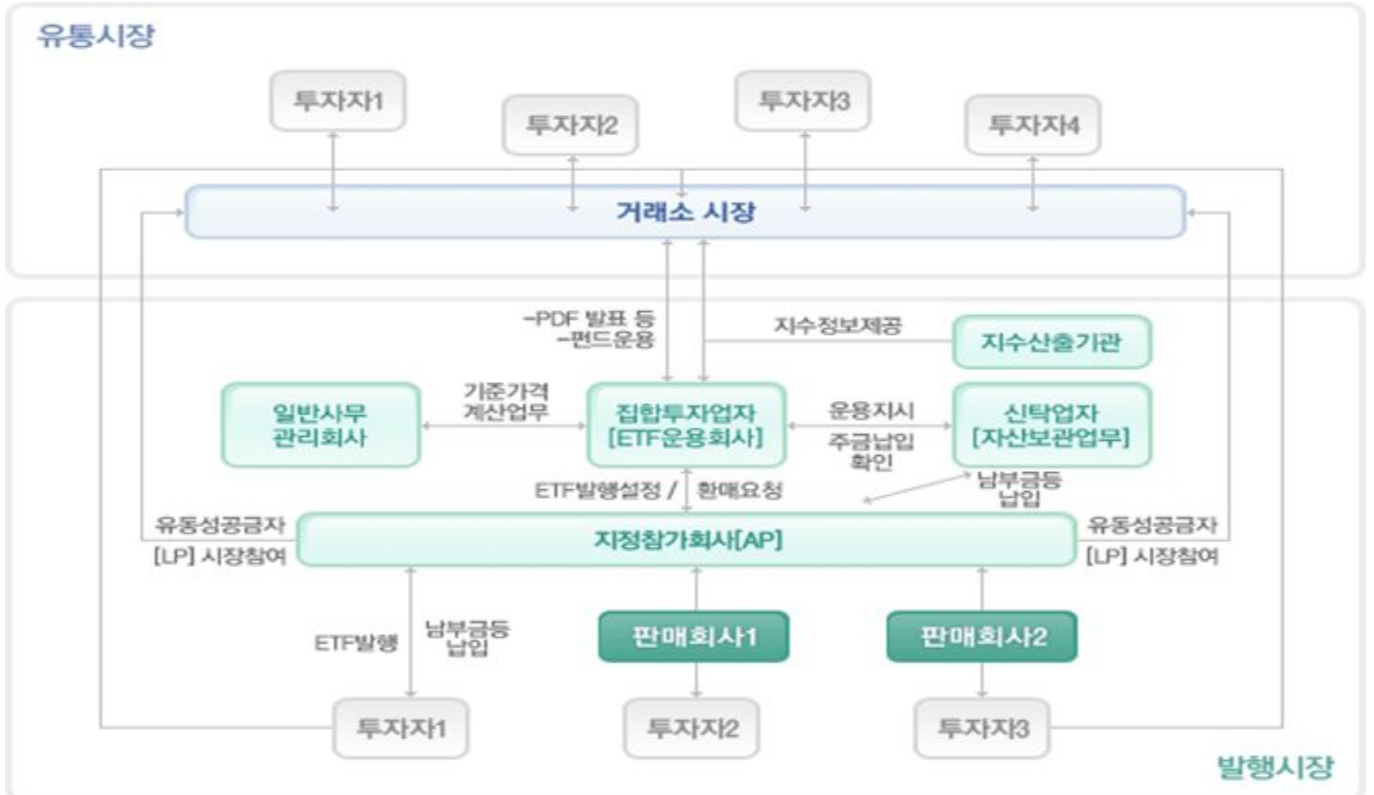 유통시장
투자자1
투자자2
투자자3
투자자4
거래소 시장
-PDF 발표 등
-펀드운용
지수정보제공
지수산출기관
일반사무
관리회사
기준가격
계산업무
집합투자업자
[ETF운용회사]
운용지시
주금납입
확인
신탁업자
[자산보관업무]
ETF발행설정 / 환매요청
남부금등
납입
유동성공금자
[LP] 시장참여
지정참가회사[AP]
유동성공금자
[LP] 시장참여
ETF발행
남부금등
납입
판매회사1
판매회사2
투자자1
투자자2
투자자3
발행시장